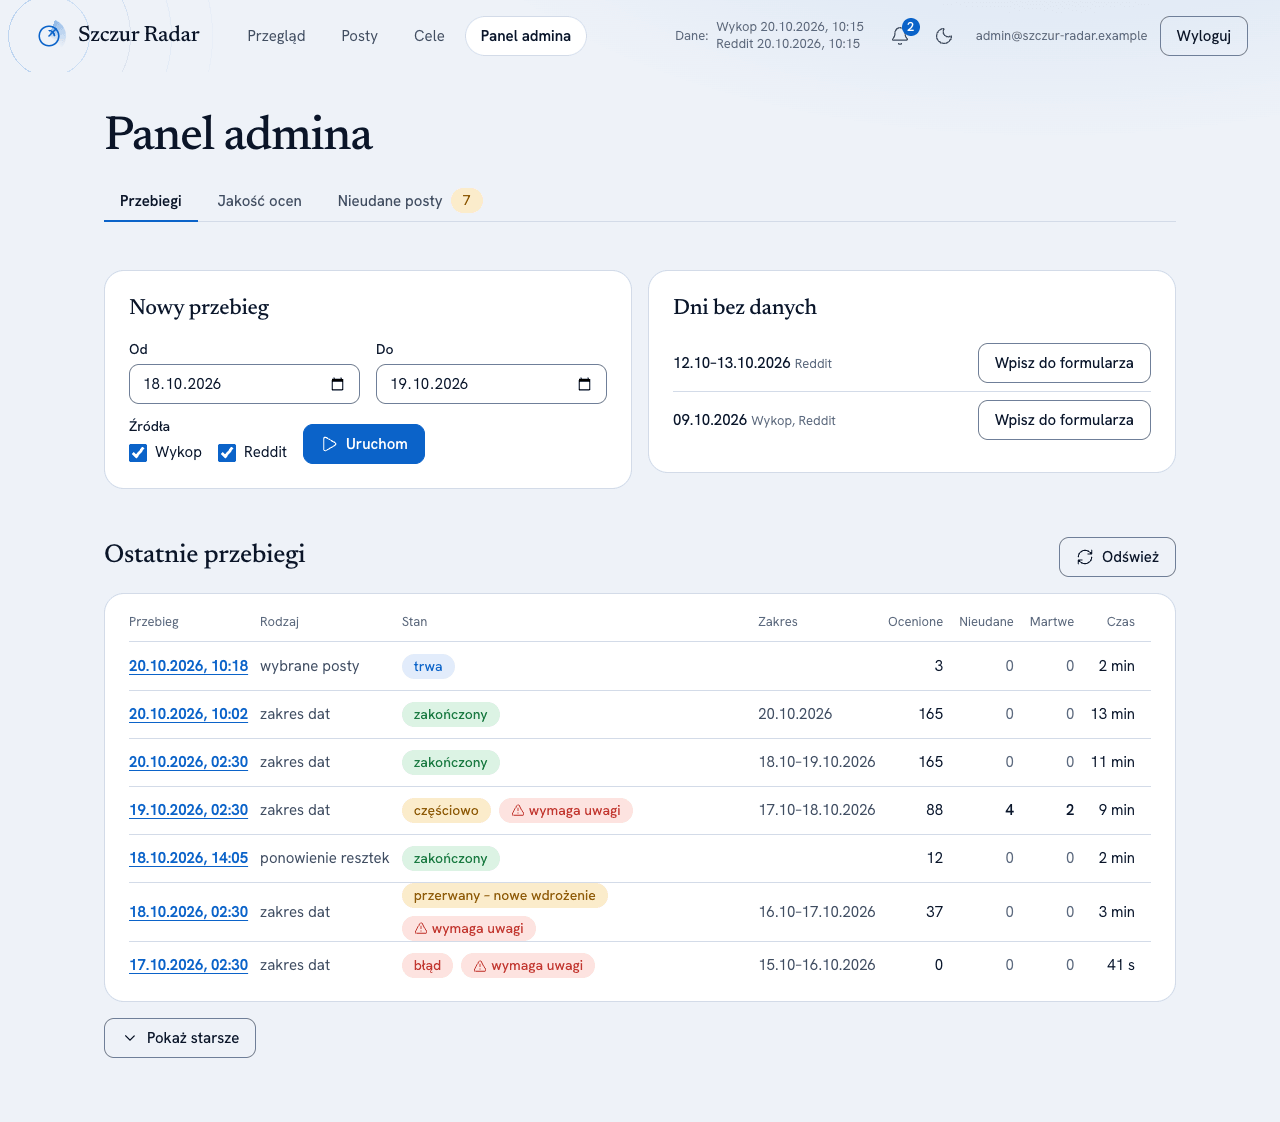 Szczur Radar
Przegląd Posty Cele Panel admina
Dane: Wykop 20.10.2026, 10:15
Reddit 20.10.2026, 10:15
2
admin@szczur-radar.example
Wyloguj
Panel admina
Przebiegi Jakość ocen Nieudane posty 7
Nowy przebieg
Od Do
18.10.2026 19.10.2026
Źródła
Wykop Reddit Uruchom
Dni bez danych
12.10–13.10.2026 Reddit Wpisz do formularza
09.10.2026 Wykop, Reddit Wpisz do formularza
Ostatnie przebiegi
Odśwież
Przebieg Rodzaj Stan Zakres Ocenione Nieudane Martwe Czas
20.10.2026, 10:18 wybrane posty trwa 3 0 0 2 min
20.10.2026, 10:02 zakres dat zakończony 20.10.2026 165 0 0 13 min
20.10.2026, 02:30 zakres dat zakończony 18.10–19.10.2026 165 0 0 11 min
19.10.2026, 02:30 zakres dat częściowo wymaga uwagi 17.10–18.10.2026 88 4 2 9 min
18.10.2026, 14:05 ponowienie resztek zakończony 12 0 0 2 min
18.10.2026, 02:30 zakres dat przerwany – nowe wdrożenie wymaga uwagi 16.10–17.10.2026 37 0 0 3 min
17.10.2026, 02:30 zakres dat błąd wymaga uwagi 15.10–16.10.2026 0 0 0 41 s
Pokaż starsze